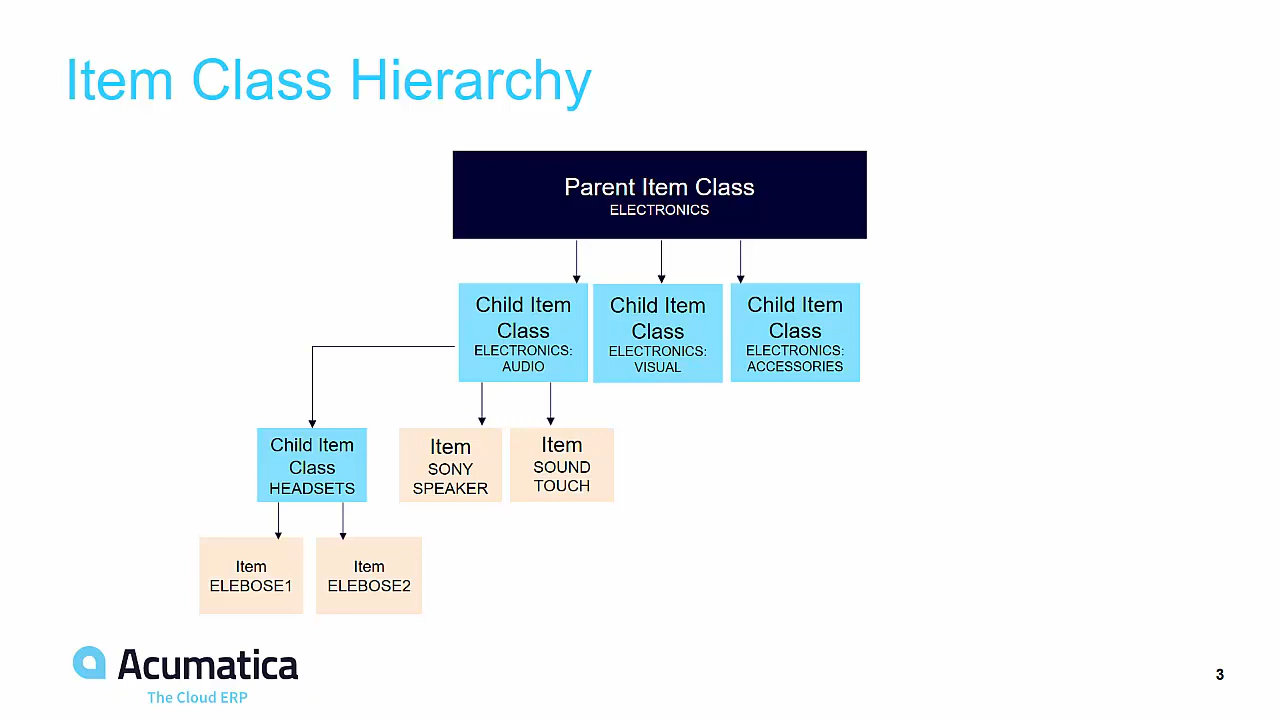 Item Class Hierarchy
Parent Item Class
ELECTRONICS
Child Item
Class
ELECTRONICS:
AUDIO
Child Item
Class
ELECTRONICS:
VISUAL
Child Item
Class
ELECTRONICS:
ACCESSORIES
Child Item
Class
HEADSETS
Item
SONY
SPEAKER
Item
SOUND
TOUCH
Item
ELEBOSE1
Item
ELEBOSE2
Acumatica
The Cloud ERP
3